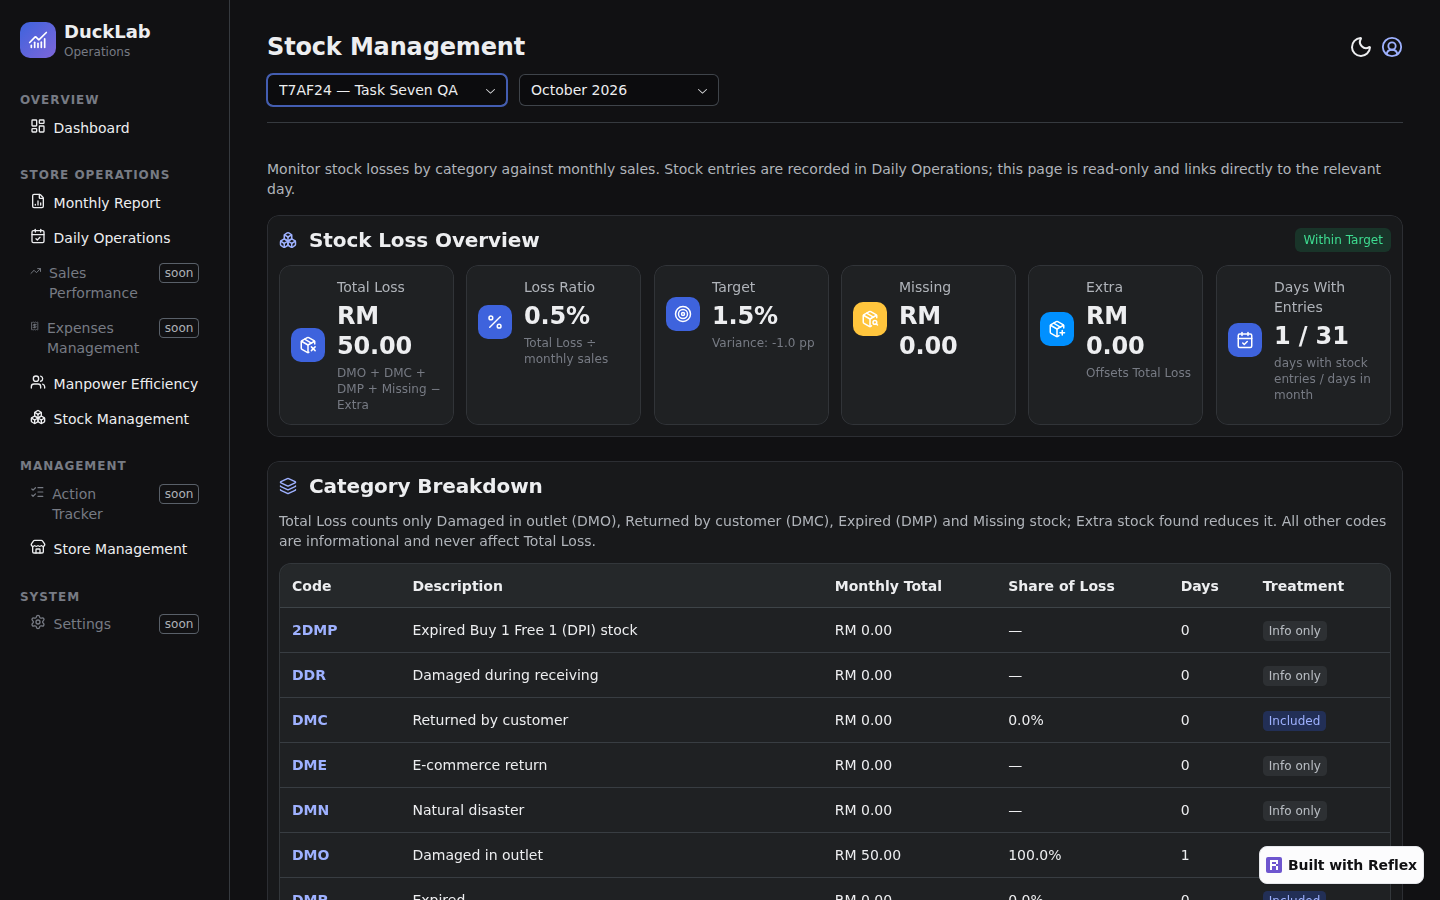 DuckLab
Operations
OVERVIEW
Dashboard
STORE OPERATIONS
Monthly Report
Daily Operations
Sales
Performance
soon
Expenses
Management
soon
Manpower Efficiency
Stock Management
MANAGEMENT
Action
Tracker
soon
Store Management
SYSTEM
Settings
soon
Stock Management
T7AF24 — Task Seven QA
October 2026
Monitor stock losses by category against monthly sales. Stock entries are recorded in Daily Operations; this page is read-only and links directly to the relevant
day.
Stock Loss Overview
Within Target
Total Loss
RM
50.00
DMO + DMC +
DMP + Missing −
Extra
Loss Ratio
0.5%
Total Loss ÷
monthly sales
Target
1.5%
Variance: -1.0 pp
Missing
RM
0.00
Extra
RM
0.00
Offsets Total Loss
Days With
Entries
1 / 31
days with stock
entries / days in
month
Category Breakdown
Total Loss counts only Damaged in outlet (DMO), Returned by customer (DMC), Expired (DMP) and Missing stock; Extra stock found reduces it. All other codes
are informational and never affect Total Loss.
Code Description Monthly Total Share of Loss Days Treatment
2DMP Expired Buy 1 Free 1 (DPI) stock RM 0.00 — 0 Info only
DDR Damaged during receiving RM 0.00 — 0 Info only
DMC Returned by customer RM 0.00 0.0% 0 Included
DME E-commerce return RM 0.00 — 0 Info only
DMN Natural disaster RM 0.00 — 0 Info only
DMO Damaged in outlet RM 50.00 100.0% 1
DMP Expired RM 0.00 0.0% 0 Included
Built with Reflex